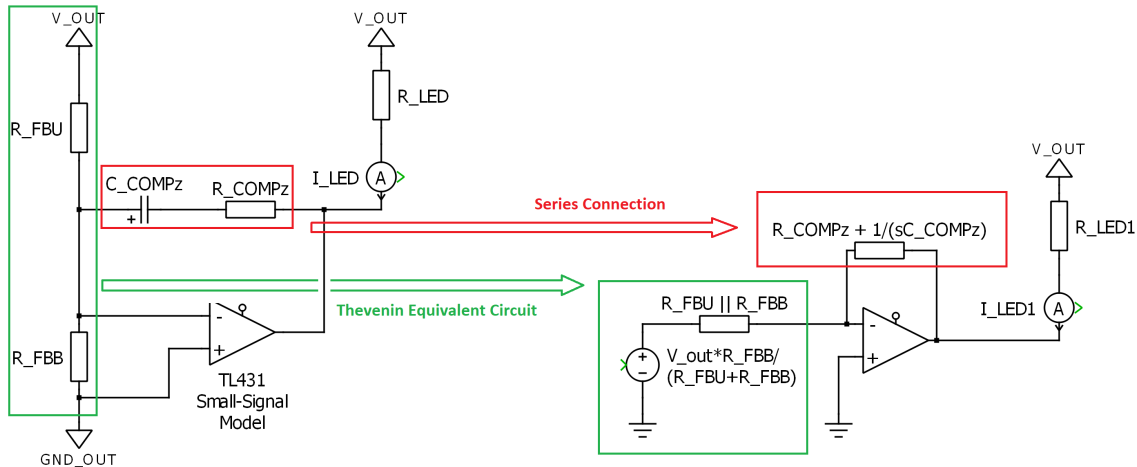 V_OUT
V_OUT
R_LED
R_FBU
C_COMPz
R_COMPz
I_LED
A
+
-
+
R_FBB
TL431
Small-Signal
Model
GND_OUT
Series Connection
Thevenin Equivalent Circuit
V_OUT
R_COMPz + 1/(sC_COMPz)
R_LED1
I_LED1
A
R_FBU || R_FBB
-
+
+
-
V_out*R_FBB/
(R_FBU+R_FBB)